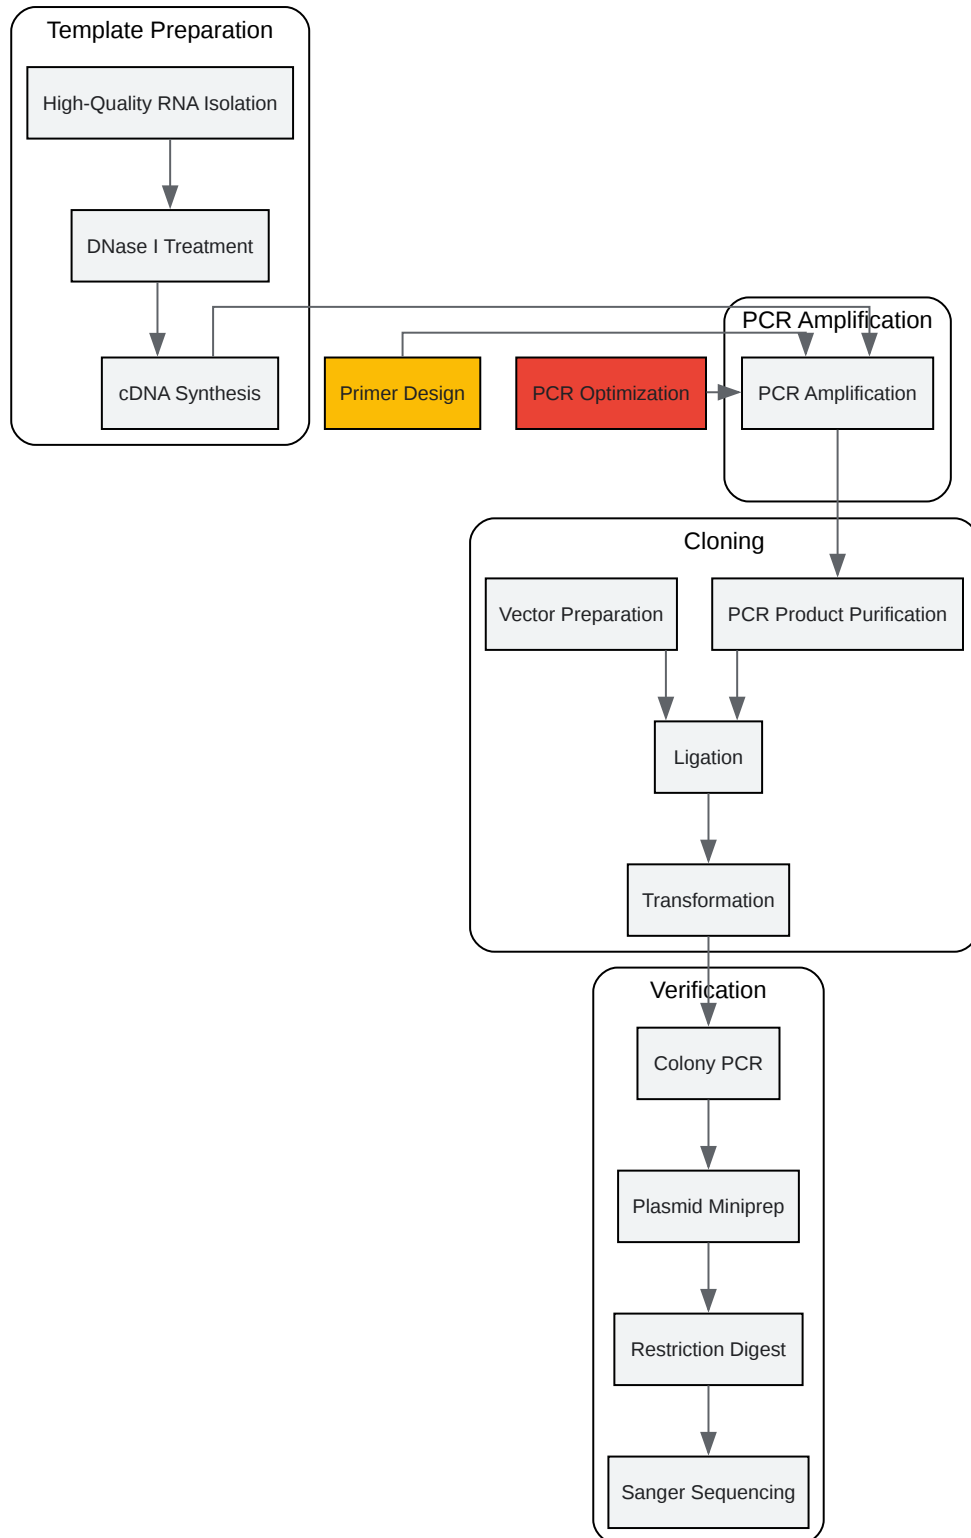 Template Preparation
High-Quality RNA Isolation
DNase I Treatment
cDNA Synthesis
Primer Design
PCR Optimization
PCR Amplification
PCR Amplification
Cloning
Vector Preparation
PCR Product Purification
Ligation
Transformation
Verification
Colony PCR
Plasmid Miniprep
Restriction Digest
Sanger Sequencing